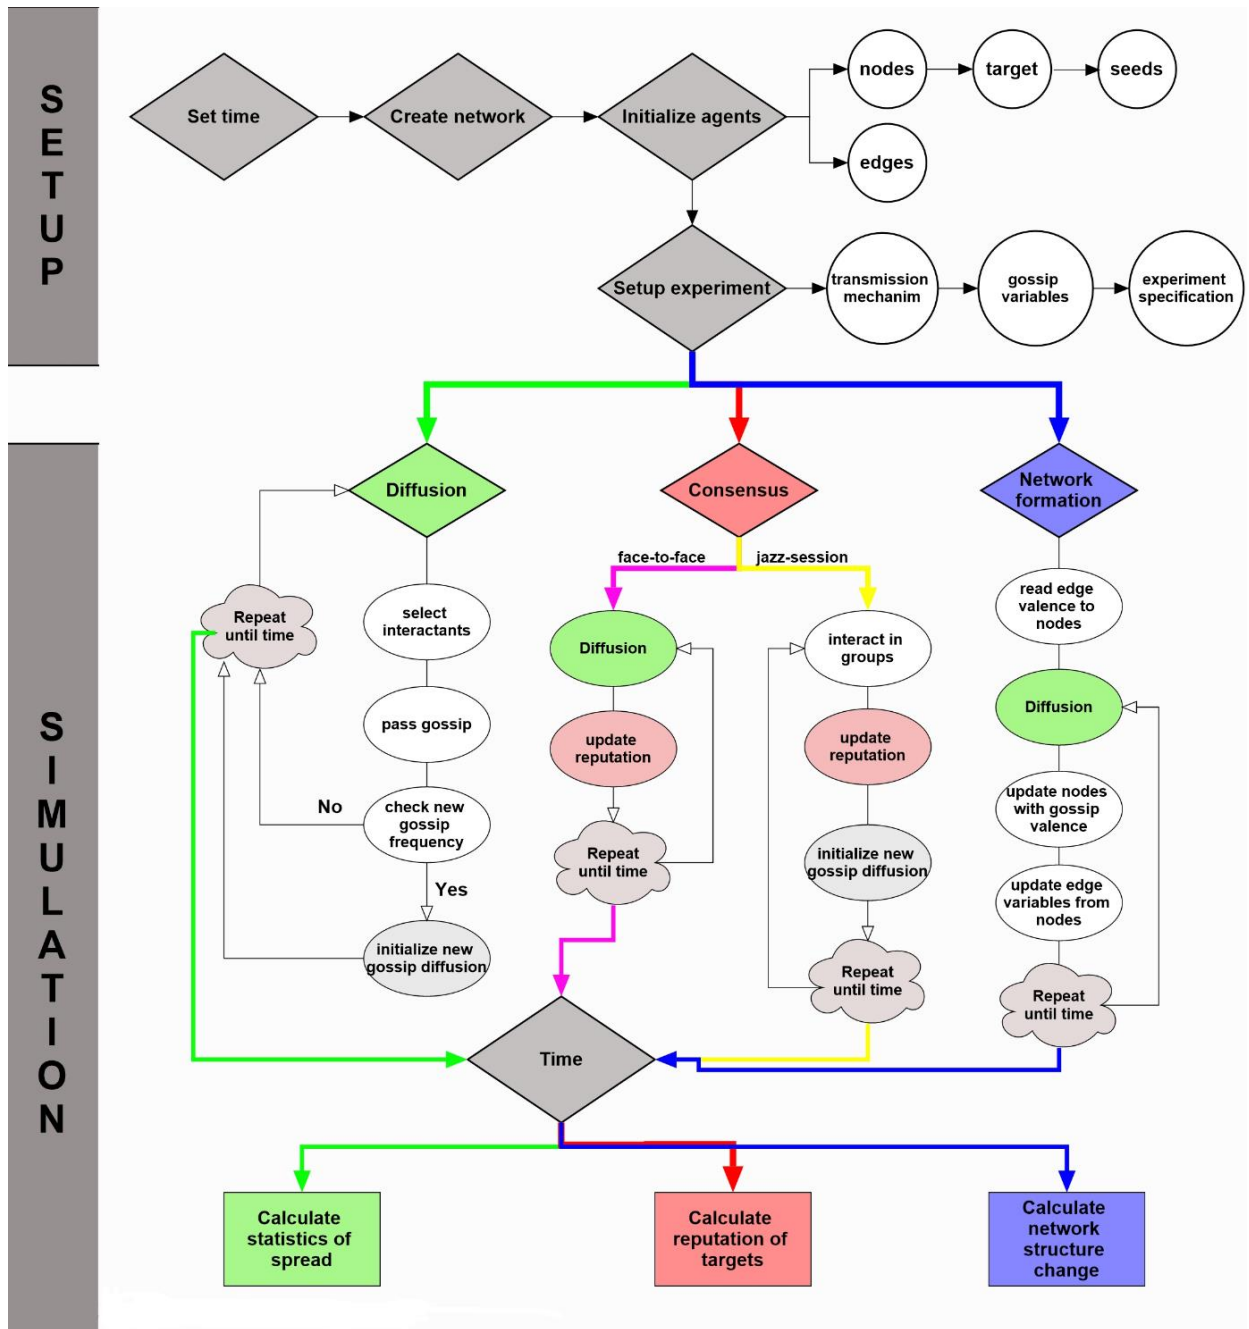 SETUP
Set time
Create network
Initialize agents
nodes
target
seeds
edges
Setup experiment
transmission
mechanim
gossip
variables
experiment
specification
SIMULATION
Diffusion
Consensus
Network
formation
face-to-face
jazz-session
Repeat
until time
select
interactants
pass gossip
check new
gossip
frequency
No
Yes
initialize new
gossip diffusion
Diffusion
update
reputation
Repeat
until time
interact in
groups
update
reputation
initialize new
gossip diffusion
Repeat
until time
read edge
valence to
nodes
Diffusion
update nodes
with gossip
valence
update edge
variables from
nodes
Repeat
until time
Time
Calculate
statistics of
spread
Calculate
reputation of
targets
Calculate
network
structure
change